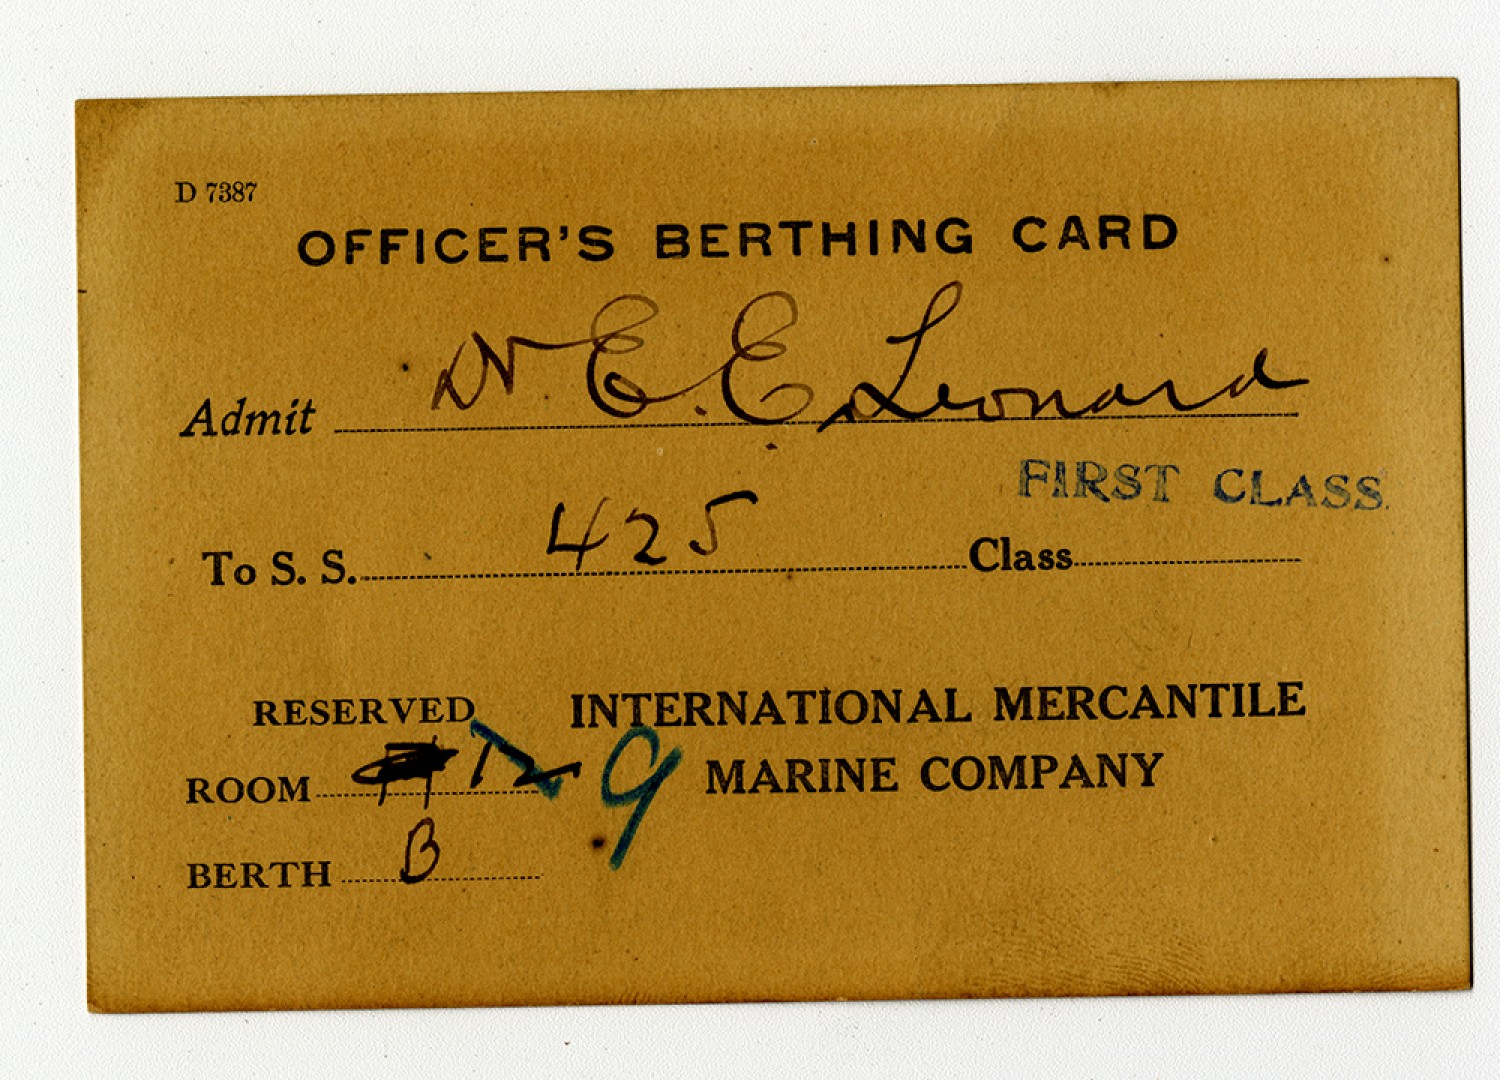 D 7387
OFFICER'S BERTHING CARD
Admit Dr E. E. Leonard
FIRST CLASS.
To S. S. 425 Class
RESERVED INTERNATIONAL MERCANTILE
ROOM 12 9 MARINE COMPANY
BERTH B